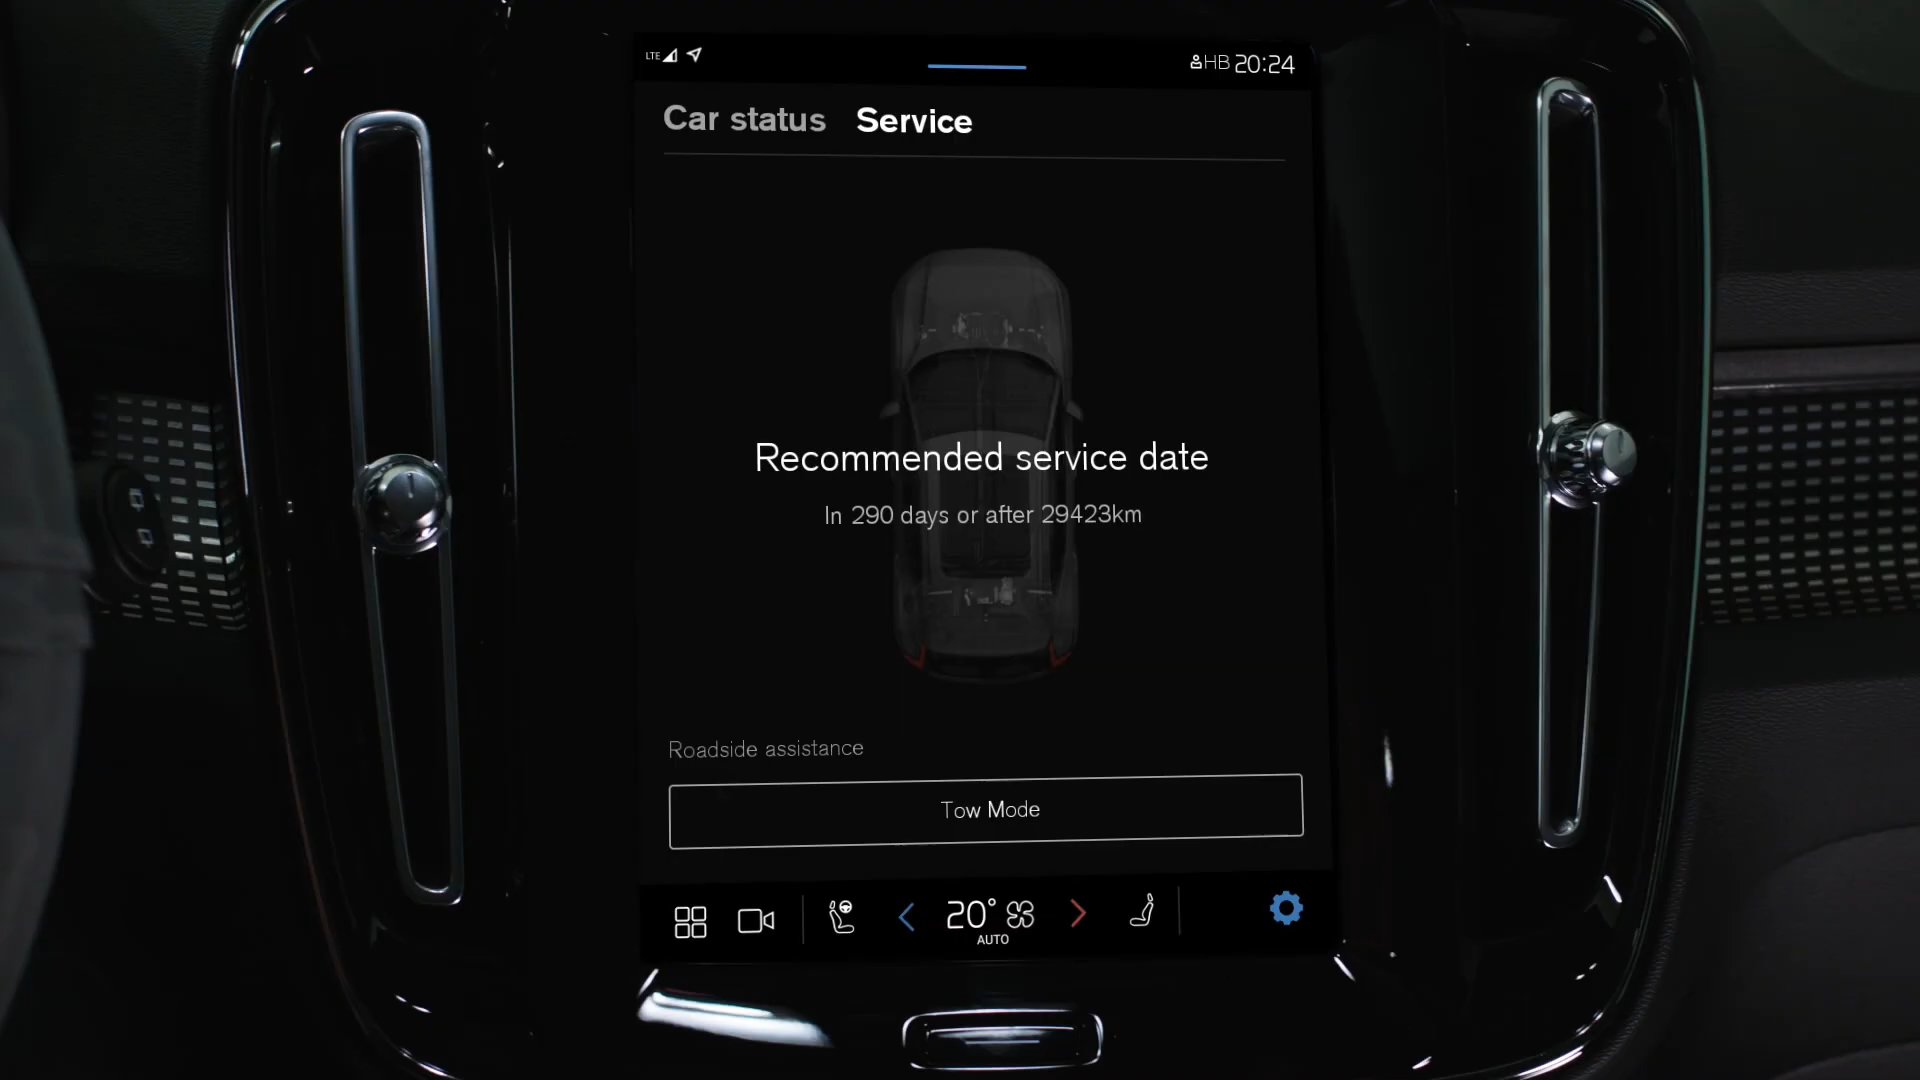 LTE
HB 20:24
Car status Service
Recommended service date
In 290 days or after 29423km
Roadside assistance
Tow Mode
20°
AUTO